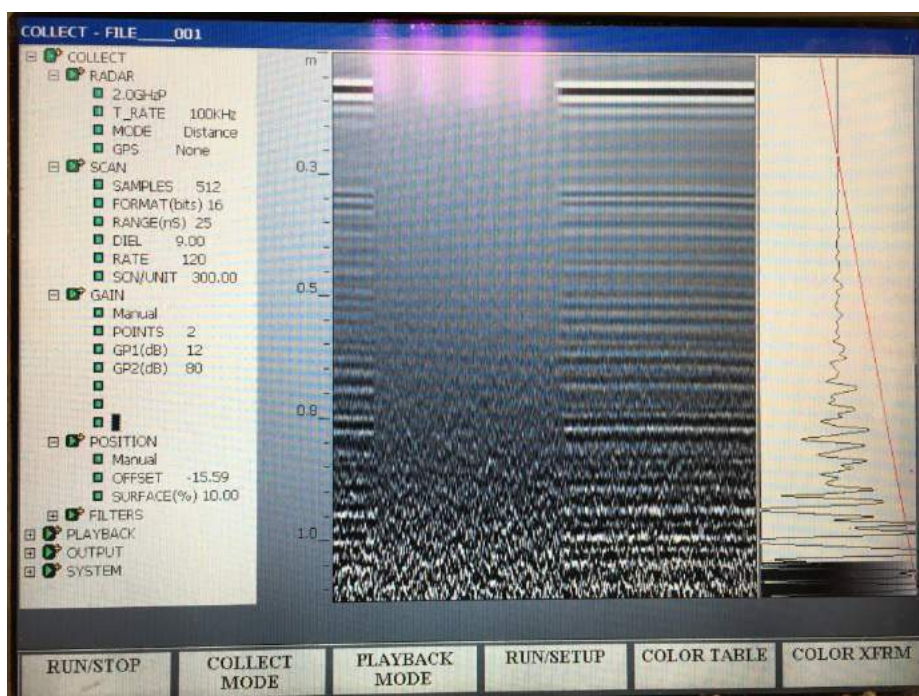 COLLECT - FILE____001
COLLECT
RADAR
2.0GHzP
T_RATE 100KHz
MODE Distance
GPS None
SCAN
SAMPLES 512
FORMAT(bits) 16
RANGE(nS) 25
DIEL 9.00
RATE 120
SCN/UNIT 300.00
GAIN
Manual
POINTS 2
GP1(dB) 12
GP2(dB) 80
POSITION
Manual
OFFSET -15.59
SURFACE(%) 10.00
FILTERS
PLAYBACK
OUTPUT
SYSTEM
m
0.3
0.5
0.8
1.0
RUN/STOP
COLLECT
MODE
PLAYBACK
MODE
RUN/SETUP
COLOR TABLE
COLOR XFRM